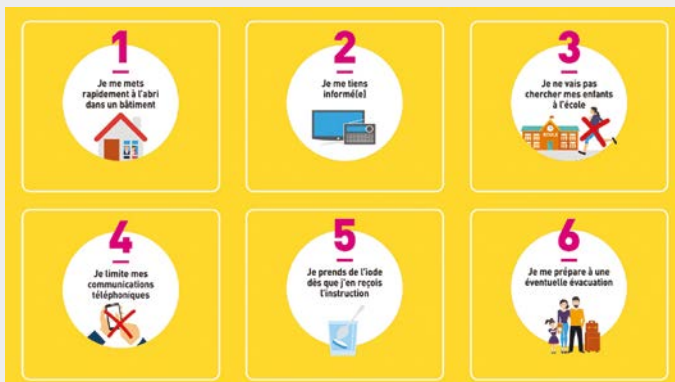 1
Je me mets
rapidement à l'abri
dans un bâtiment
2
Je me tiens
informé(e)
3
Je ne vais pas
chercher mes enfants
à l'école
ÉCOLE
4
Je limite mes
communications
téléphoniques
5
Je prends de l'iode
dès que j'en reçois
l'instruction
6
Je me prépare à une
éventuelle évacuation